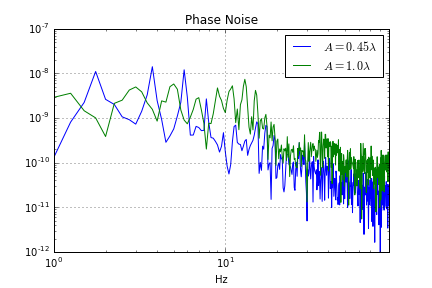 Phase Noise
10^-7
A = 0.45λ
A = 1.0λ
10^-8
10^-9
10^-10
10^-11
10^-12
10^0
10^1
Hz